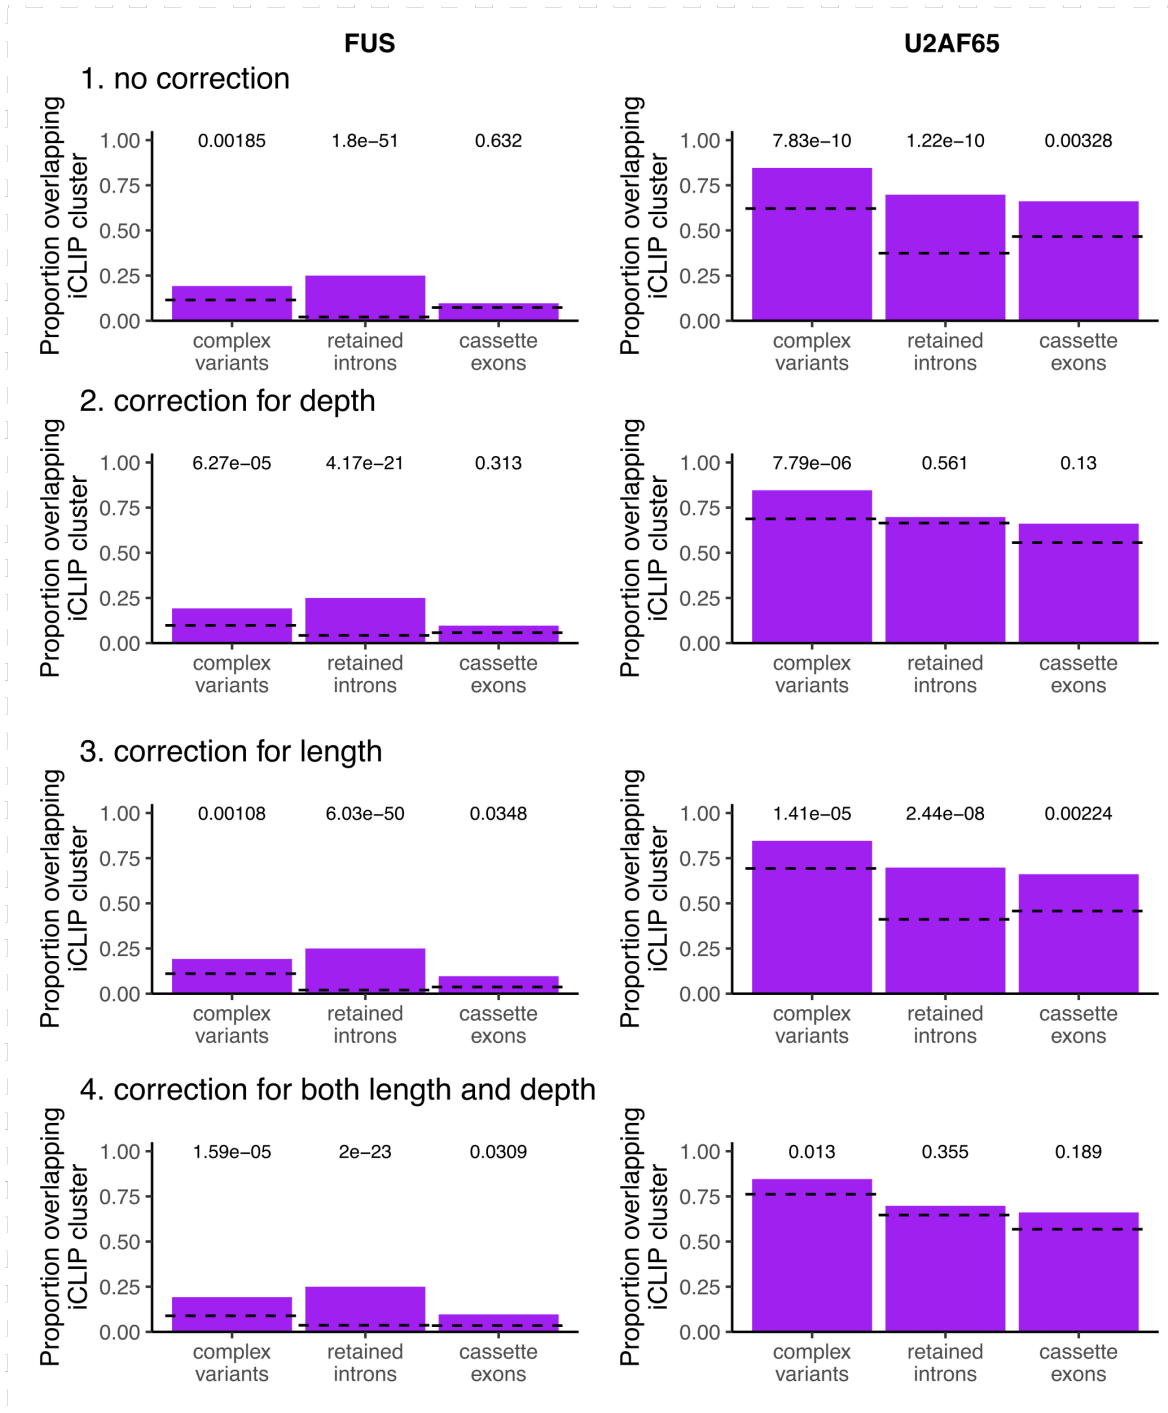 FUS
U2AF65
1. no correction
Proportion overlapping
iCLIP cluster
1.00
0.75
0.50
0.25
0.00
0.00185
1.8e−51
0.632
complex
variants
retained
introns
cassette
exons
Proportion overlapping
iCLIP cluster
1.00
0.75
0.50
0.25
0.00
7.83e−10
1.22e−10
0.00328
complex
variants
retained
introns
cassette
exons
2. correction for depth
Proportion overlapping
iCLIP cluster
1.00
0.75
0.50
0.25
0.00
6.27e−05
4.17e−21
0.313
complex
variants
retained
introns
cassette
exons
Proportion overlapping
iCLIP cluster
1.00
0.75
0.50
0.25
0.00
7.79e−06
0.561
0.13
complex
variants
retained
introns
cassette
exons
3. correction for length
Proportion overlapping
iCLIP cluster
1.00
0.75
0.50
0.25
0.00
0.00108
6.03e−50
0.0348
complex
variants
retained
introns
cassette
exons
Proportion overlapping
iCLIP cluster
1.00
0.75
0.50
0.25
0.00
1.41e−05
2.44e−08
0.00224
complex
variants
retained
introns
cassette
exons
4. correction for both length and depth
Proportion overlapping
iCLIP cluster
1.00
0.75
0.50
0.25
0.00
1.59e−05
2e−23
0.0309
complex
variants
retained
introns
cassette
exons
Proportion overlapping
iCLIP cluster
1.00
0.75
0.50
0.25
0.00
0.013
0.355
0.189
complex
variants
retained
introns
cassette
exons